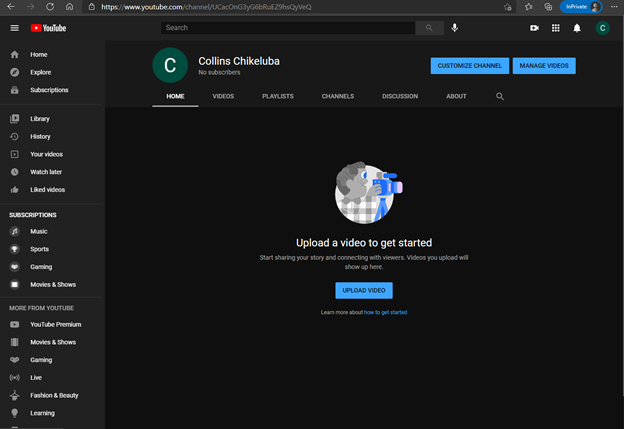 https://www.youtube.com/channel/UCacOnG3yG6bRuEZ9hsQyVeQ
InPrivate
YouTube
Search
C
Home
Explore
Subscriptions
Library
History
Your videos
Watch later
Liked videos
SUBSCRIPTIONS
Music
Sports
Gaming
Movies & Shows
MORE FROM YOUTUBE
YouTube Premium
Movies & Shows
Gaming
Live
Fashion & Beauty
Learning
C
Collins Chikeluba
No subscribers
CUSTOMIZE CHANNEL
MANAGE VIDEOS
HOME VIDEOS PLAYLISTS CHANNELS DISCUSSION ABOUT
Upload a video to get started
Start sharing your story and connecting with viewers. Videos you upload will
show up here.
UPLOAD VIDEO
Learn more about how to get started